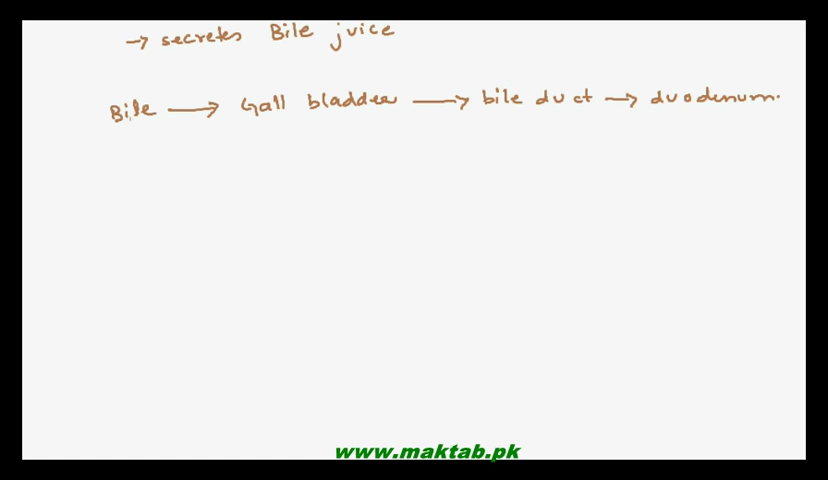 → secretes Bile juice
Bile → Gall bladder → bile duct → duodenum.
www.maktab.pk